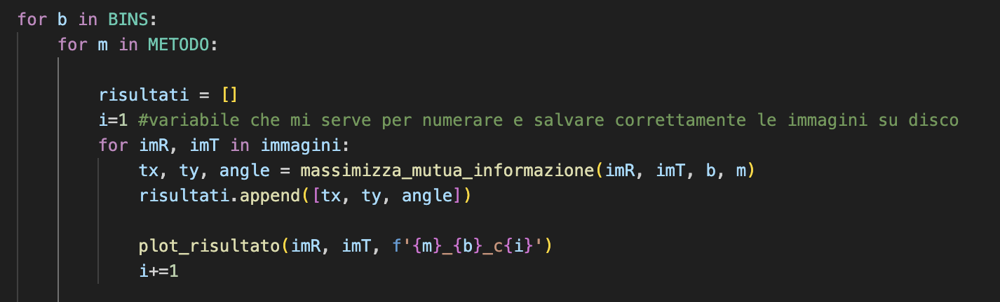 for b in BINS:
    for m in METODO:

        risultati = []
        i=1 #variabile che mi serve per numerare e salvare correttamente le immagini su disco
        for imR, imT in immagini:
            tx, ty, angle = massimizza_mutua_informazione(imR, imT, b, m)
            risultati.append([tx, ty, angle])

            plot_risultato(imR, imT, f'{m}_{b}_c{i}')
            i+=1